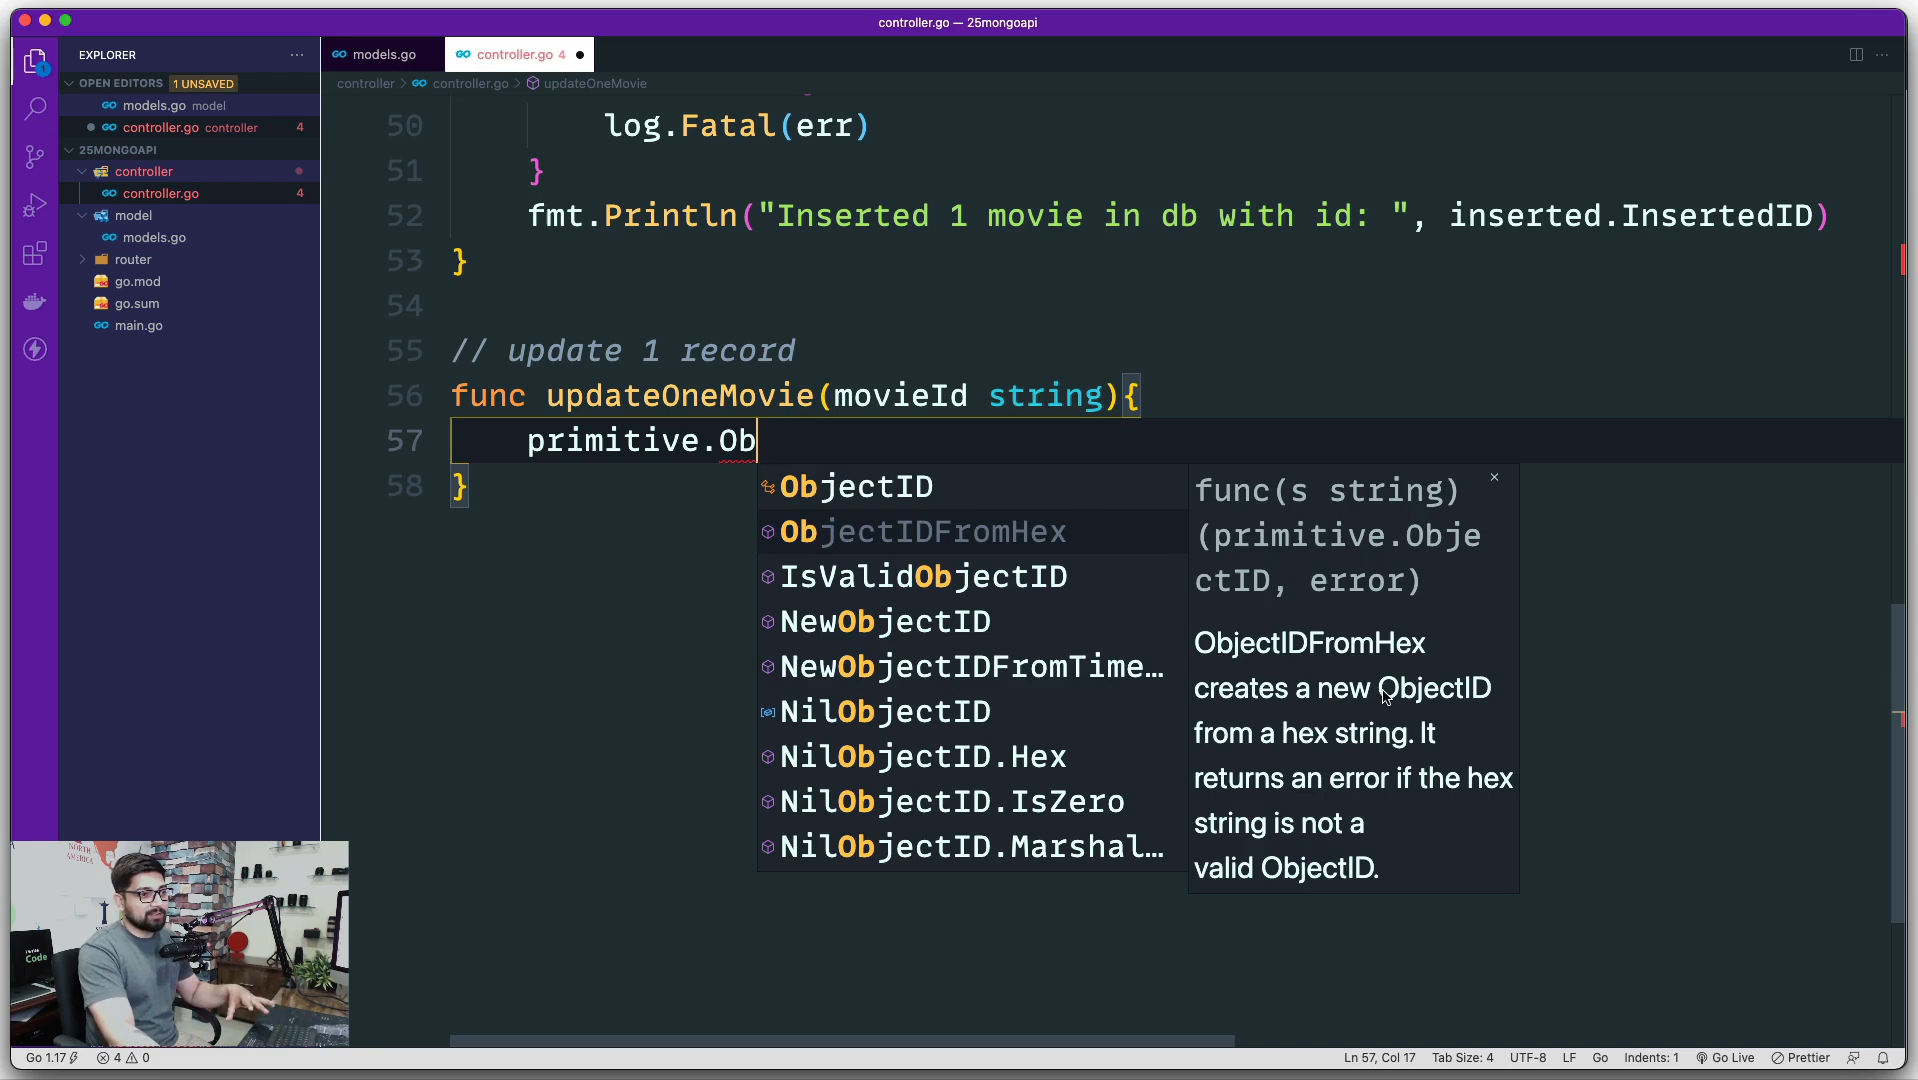 controller.go — 25mongoapi
EXPLORER
models.go
controller.go 4
OPEN EDITORS 1 UNSAVED
controller > controller.go > updateOneMovie
models.go model
controller.go controller 4
25MONGOAPI
controller
controller.go 4
model
models.go
router
go.mod
go.sum
main.go
1
50 log.Fatal(err)
51 }
52 fmt.Println("Inserted 1 movie in db with id: ", inserted.InsertedID)
53 }
54
55 // update 1 record
56 func updateOneMovie(movieId string){
57 primitive.Ob
58 }
ObjectID
ObjectIDFromHex
IsValidObjectID
NewObjectID
NewObjectIDFromTime…
NilObjectID
NilObjectID.Hex
NilObjectID.IsZero
NilObjectID.Marshal…
func(s string)
(primitive.Obje
ctID, error)
ObjectIDFromHex
creates a new ObjectID
from a hex string. It
returns an error if the hex
string is not a
valid ObjectID.
NORTH
AMERICA
Code
Go 1.17 4 0 Ln 57, Col 17 Tab Size: 4 UTF-8 LF Go Indents: 1 Go Live Prettier